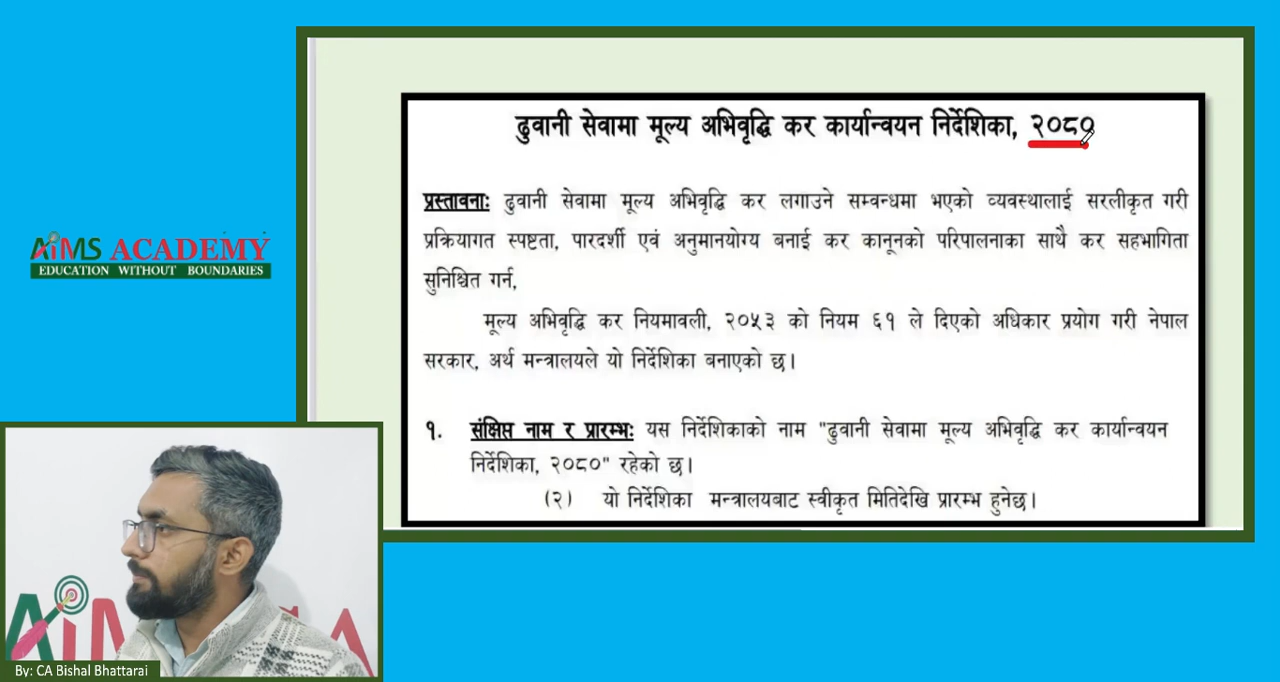 ढुवानी सेवामा मूल्य अभिवृद्धि कर कार्यान्वयन निर्देशिका, २०८०
प्रस्तावनाः ढुवानी सेवामा मूल्य अभिवृद्धि कर लगाउने सम्वन्धमा भएको व्यवस्थालाई सरलीकृत गरी
प्रक्रियागत स्पष्टता, पारदर्शी एवं अनुमानयोग्य बनाई कर कानूनको परिपालनाका साथै कर सहभागिता
सुनिश्चित गर्न,
मूल्य अभिवृद्धि कर नियमावली, २०५३ को नियम ६१ ले दिएको अधिकार प्रयोग गरी नेपाल
सरकार, अर्थ मन्त्रालयले यो निर्देशिका बनाएको छ।
१. संक्षिप्त नाम र प्रारम्भः यस निर्देशिकाको नाम "ढुवानी सेवामा मूल्य अभिवृद्धि कर कार्यान्वयन
निर्देशिका, २०८०" रहेको छ।
(२) यो निर्देशिका मन्त्रालयबाट स्वीकृत मितिदेखि प्रारम्भ हुनेछ।
AiMS ACADEMY
EDUCATION WITHOUT BOUNDARIES
By: CA Bishal Bhattarai